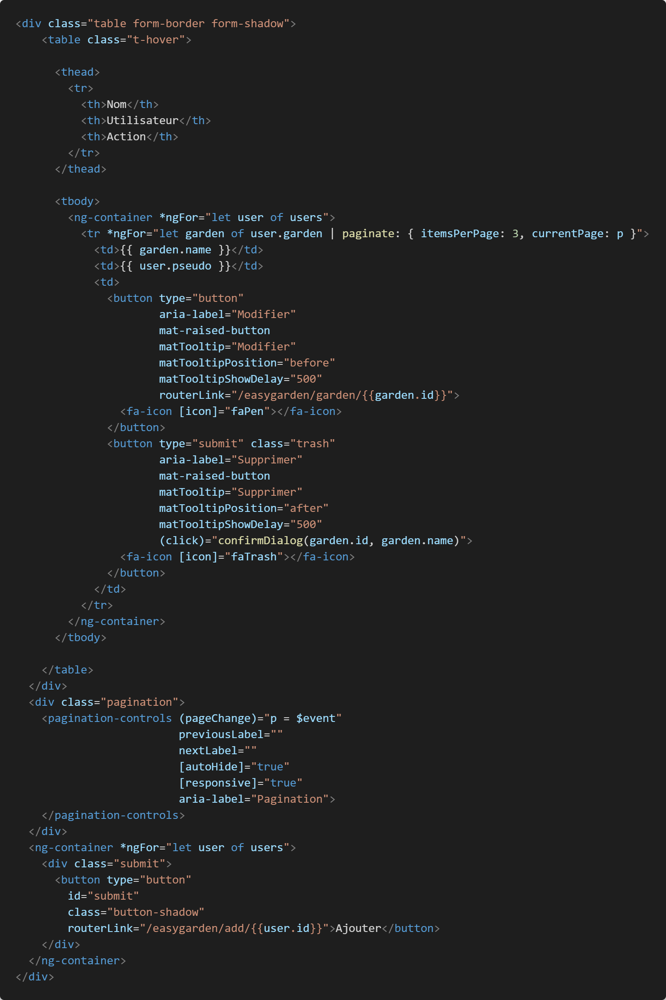 <div class="table form-border form-shadow">
    <table class="t-hover">

      <thead>
        <tr>
          <th>Nom</th>
          <th>Utilisateur</th>
          <th>Action</th>
        </tr>
      </thead>

      <tbody>
        <ng-container *ngFor="let user of users">
          <tr *ngFor="let garden of user.garden | paginate: { itemsPerPage: 3, currentPage: p }">
            <td>{{ garden.name }}</td>
            <td>{{ user.pseudo }}</td>
            <td>
              <button type="button"
                      aria-label="Modifier"
                      mat-raised-button
                      matTooltip="Modifier"
                      matTooltipPosition="before"
                      matTooltipShowDelay="500"
                      routerLink="/easygarden/garden/{{garden.id}}">
                <fa-icon [icon]="faPen"></fa-icon>
              </button>
              <button type="submit" class="trash"
                      aria-label="Supprimer"
                      mat-raised-button
                      matTooltip="Supprimer"
                      matTooltipPosition="after"
                      matTooltipShowDelay="500"
                      (click)="confirmDialog(garden.id, garden.name)">
                <fa-icon [icon]="faTrash"></fa-icon>
              </button>
            </td>
          </tr>
        </ng-container>
      </tbody>

    </table>
  </div>
  <div class="pagination">
    <pagination-controls (pageChange)="p = $event"
                         previousLabel=""
                         nextLabel=""
                         [autoHide]="true"
                         [responsive]="true"
                         aria-label="Pagination">
    </pagination-controls>
  </div>
  <ng-container *ngFor="let user of users">
    <div class="submit">
      <button type="button"
        id="submit"
        class="button-shadow"
        routerLink="/easygarden/add/{{user.id}}">Ajouter</button>
    </div>
  </ng-container>
</div>